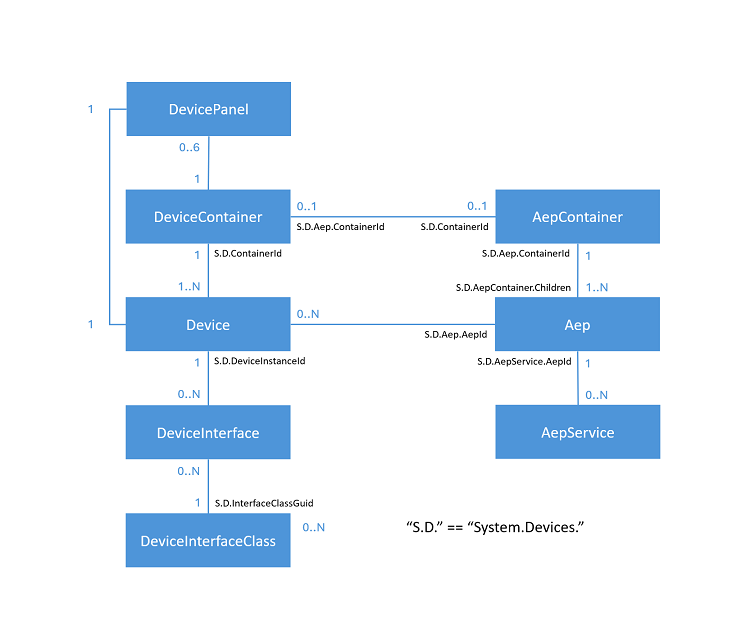 1
DevicePanel
0..6
1
DeviceContainer
0..1
0..1
AepContainer
S.D.Aep.ContainerId
S.D.ContainerId
1
S.D.ContainerId
S.D.Aep.ContainerId
1
1..N
S.D.AepContainer.Children
1..N
1
Device
0..N
S.D.Aep.AepId
Aep
1
S.D.DeviceInstanceId
S.D.AepService.AepId
1
0..N
0..N
DeviceInterface
AepService
0..N
1
S.D.InterfaceClassGuid
DeviceInterfaceClass
0..N
“S.D.” == “System.Devices.”